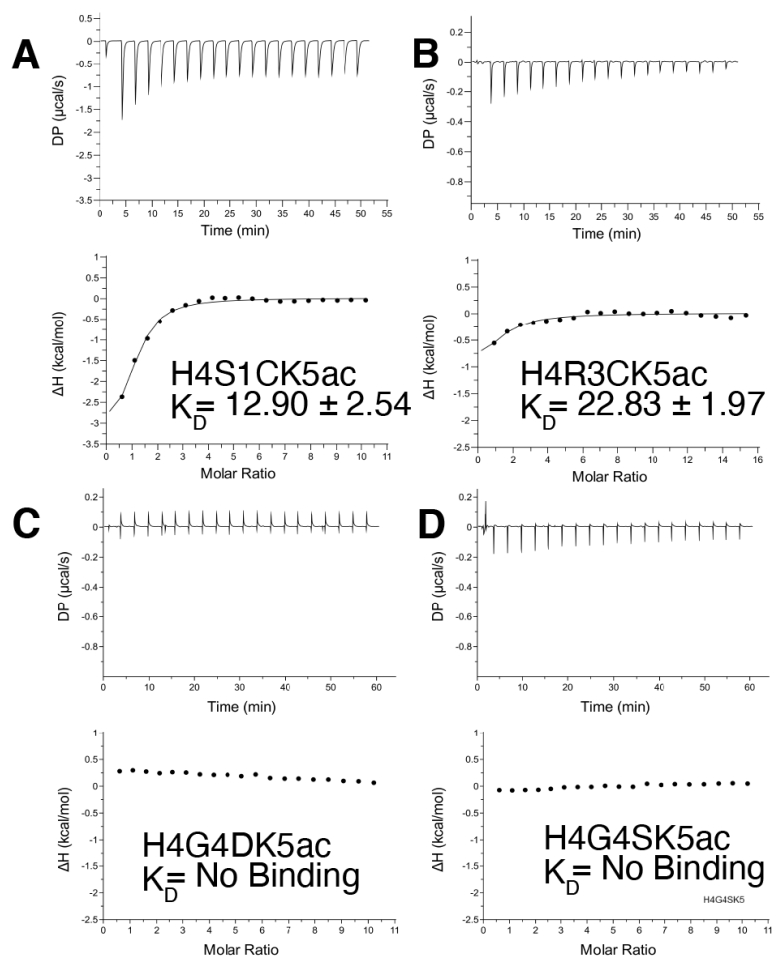 A
0.5
0
-0.5
-1
-1.5
-2
-2.5
-3
-3.5
DP (µcal/s)
0 5 10 15 20 25 30 35 40 45 50 55
Time (min)
1
0.5
0
-0.5
-1
-1.5
-2
-2.5
-3
-3.5
ΔH (kcal/mol)
H4S1CK5ac
KD= 12.90 ± 2.54
0 1 2 3 4 5 6 7 8 9 10 11
Molar Ratio
B
0.2
0
-0.2
-0.4
-0.6
-0.8
DP (µcal/s)
0 5 10 15 20 25 30 35 40 45 50 55
Time (min)
1
0.5
0
-0.5
-1
-1.5
-2
-2.5
ΔH (kcal/mol)
H4R3CK5ac
KD= 22.83 ± 1.97
0 2 4 6 8 10 12 14 16
Molar Ratio
C
0.2
0
-0.2
-0.4
-0.6
-0.8
DP (µcal/s)
0 10 20 30 40 50 60
Time (min)
1
0.5
0
-0.5
-1
-1.5
-2
-2.5
ΔH (kcal/mol)
H4G4DK5ac
KD= No Binding
0 1 2 3 4 5 6 7 8 9 10 11
Molar Ratio
D
0.2
0
-0.2
-0.4
-0.6
-0.8
DP (µcal/s)
0 10 20 30 40 50 60
Time (min)
1
0.5
0
-0.5
-1
-1.5
-2
-2.5
ΔH (kcal/mol)
H4G4SK5ac
KD= No Binding
H4G4SK5
0 1 2 3 4 5 6 7 8 9 10 11
Molar Ratio